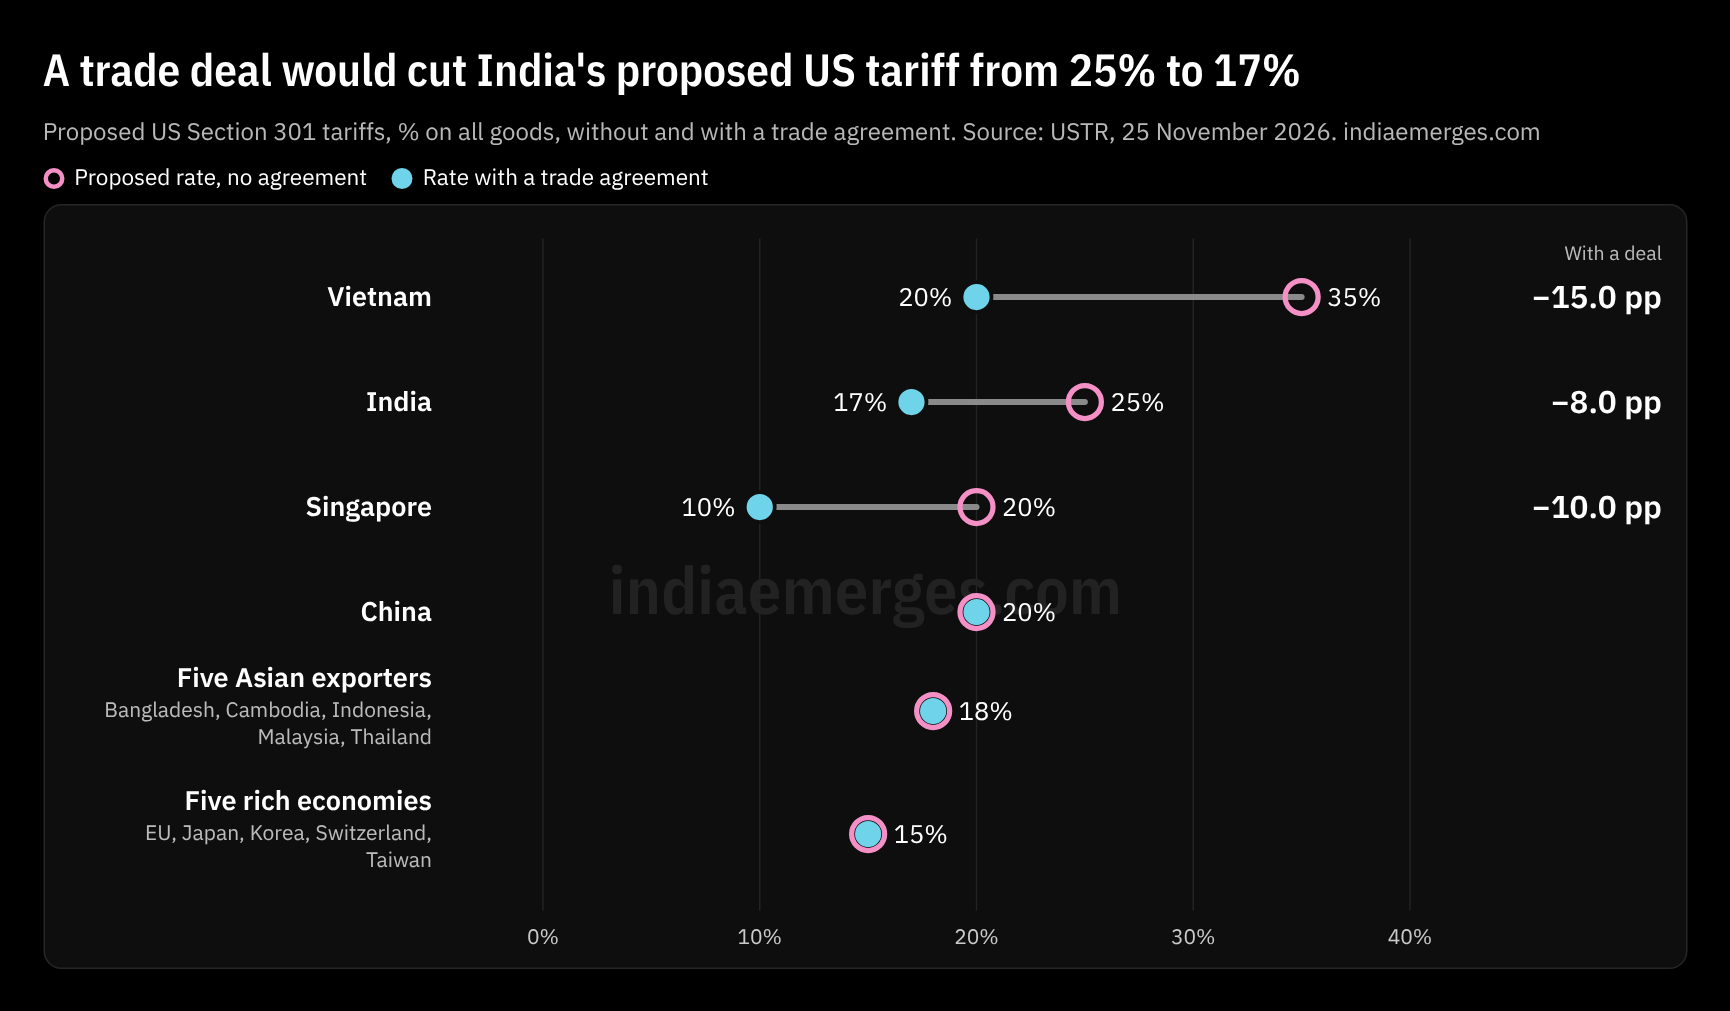 A trade deal would cut India's proposed US tariff from 25% to 17%
Proposed US Section 301 tariffs, % on all goods, without and with a trade agreement. Source: USTR, 25 November 2026. indiaemerges.com
Proposed rate, no agreement
Rate with a trade agreement
With a deal
Vietnam
20%
35%
−15.0 pp
India
17%
25%
−8.0 pp
Singapore
10%
20%
−10.0 pp
indiaemerges.com
China
20%
Five Asian exporters
Bangladesh, Cambodia, Indonesia,
Malaysia, Thailand
18%
Five rich economies
EU, Japan, Korea, Switzerland,
Taiwan
15%
0%
10%
20%
30%
40%